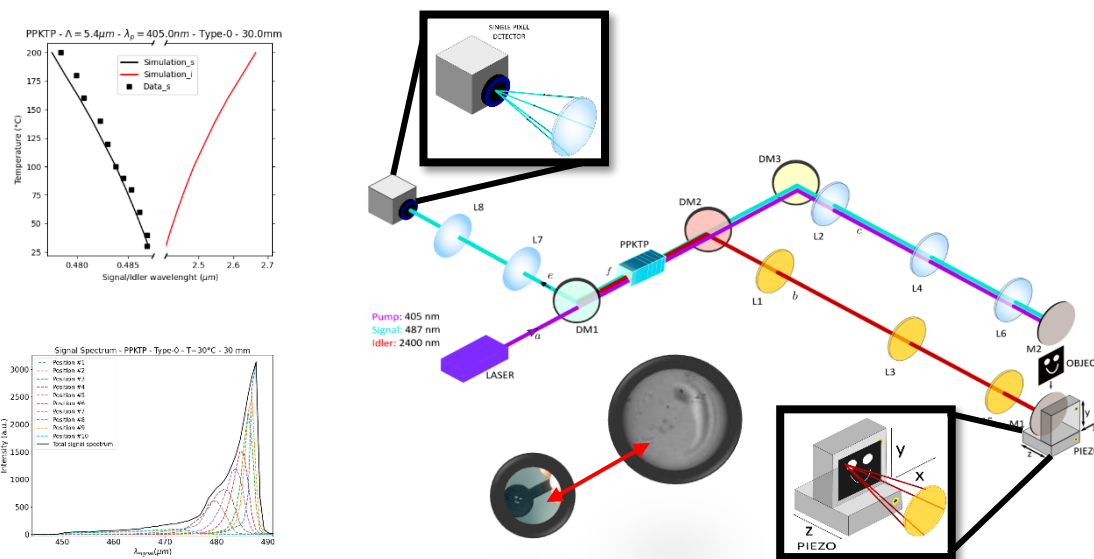 PPKTP - Λ = 5.4μm - λp = 405.0nm - Type-0 - 30.0mm
Simulation_s
Simulation_i
Data_s
Temperature (°C)
200
175
150
125
100
75
50
25
0.480
0.485
2.5
2.6
2.7
Signal/Idler wavelenght (μm)
SINGLE PIXEL
DETECTOR
L8
L7
e
f
PPKTP
DM1
DM2
DM3
L2
c
L4
L6
M2
L1
b
L3
M1
OBJEC
y
z
PIEZO
Pump: 405 nm
Signal: 487 nm
Idler: 2400 nm
a
LASER
Signal Spectrum - PPKTP - Type-0 - T=30°C - 30 mm
Position #1
Position #2
Position #3
Position #4
Position #5
Position #6
Position #7
Position #8
Position #9
Position #10
Total signal spectrum
Intensity (a.u.)
3000
2500
2000
1500
1000
500
0
450
460
470
480
490
λsignal(μm)
y
x
z
PIEZO